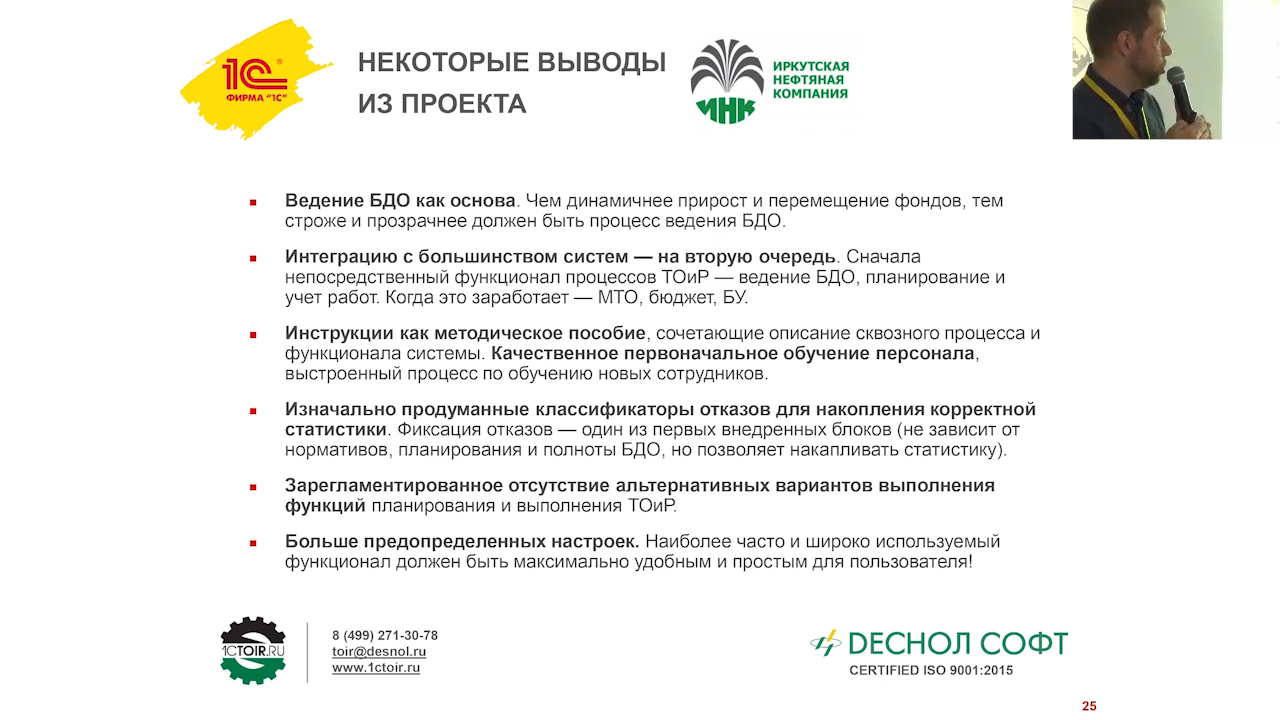 1С®
ФИРМА "1С"
НЕКОТОРЫЕ ВЫВОДЫ
ИЗ ПРОЕКТА
ИНК
ИРКУТСКАЯ
НЕФТЯНАЯ
КОМПАНИЯ
Ведение БДО как основа. Чем динамичнее прирост и перемещение фондов, тем
строже и прозрачнее должен быть процесс ведения БДО.
Интеграцию с большинством систем — на вторую очередь. Сначала
непосредственный функционал процессов ТОиР — ведение БДО, планирование и
учет работ. Когда это заработает — МТО, бюджет, БУ.
Инструкции как методическое пособие, сочетающие описание сквозного процесса и
функционала системы. Качественное первоначальное обучение персонала,
выстроенный процесс по обучению новых сотрудников.
Изначально продуманные классификаторы отказов для накопления корректной
статистики. Фиксация отказов — один из первых внедренных блоков (не зависит от
нормативов, планирования и полноты БДО, но позволяет накапливать статистику).
Зарегламентированное отсутствие альтернативных вариантов выполнения
функций планирования и выполнения ТОиР.
Больше предопределенных настроек. Наиболее часто и широко используемый
функционал должен быть максимально удобным и простым для пользователя!
1CTOIR.RU
8 (499) 271-30-78
toir@desnol.ru
www.1ctoir.ru
DЕСНОЛ СОФТ
CERTIFIED ISO 9001:2015
25